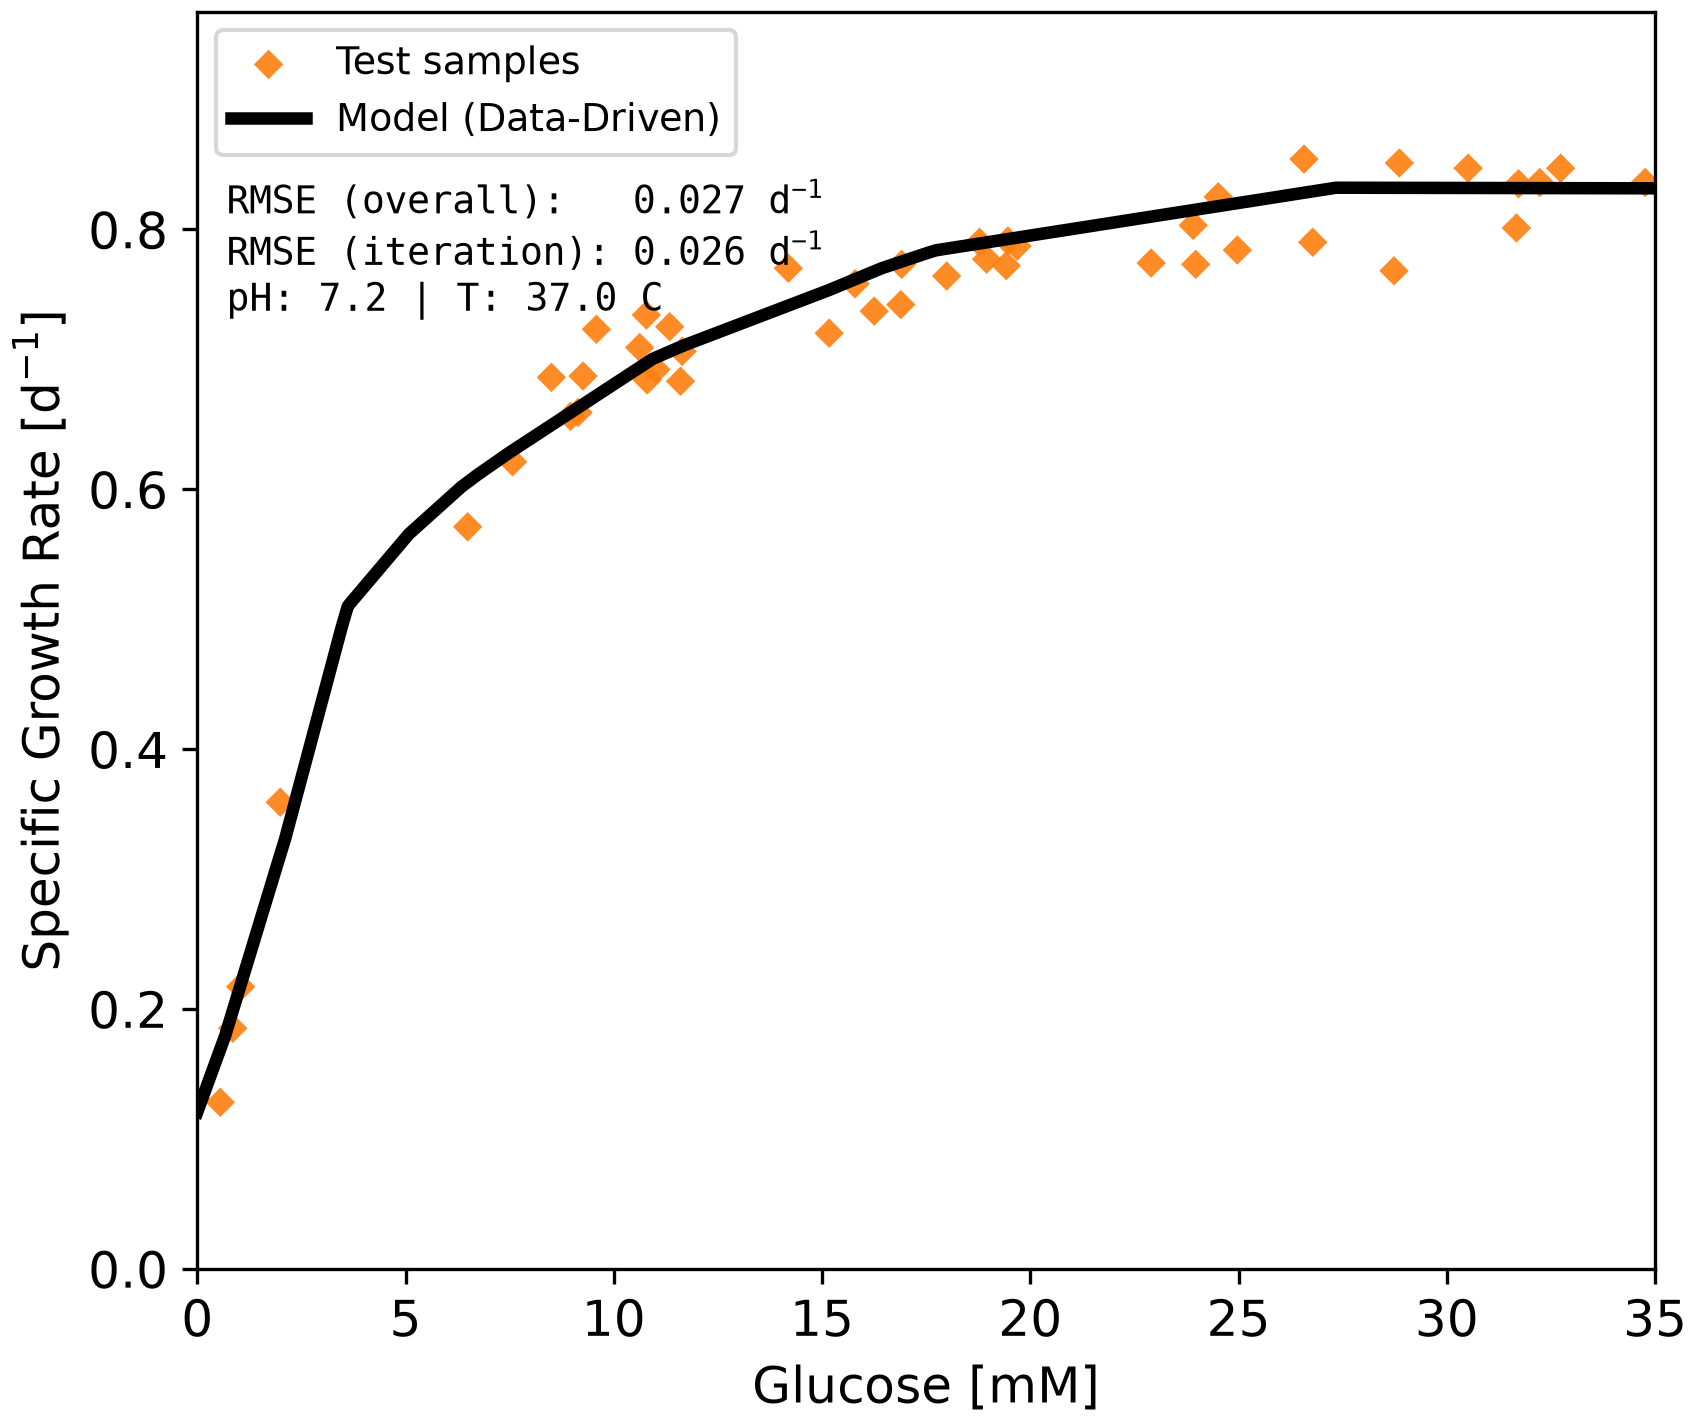 Test samples
Model (Data-Driven)
RMSE (overall): 0.027 d⁻¹
RMSE (iteration): 0.026 d⁻¹
pH: 7.2 | T: 37.0 C
Specific Growth Rate [d⁻¹]
0.8
0.6
0.4
0.2
0.0
0 5 10 15 20 25 30 35
Glucose [mM]